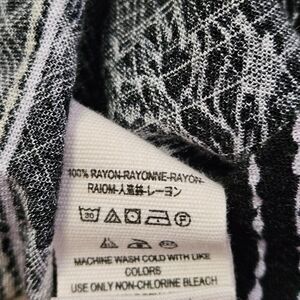 100% RAYON-RAYONNE-RAYON-
RAIOM-人造絲-レーヨン
30 P
MACHINE WASH COLD WITH LIKE
COLORS
USE ONLY NON-CHLORINE BLEACH